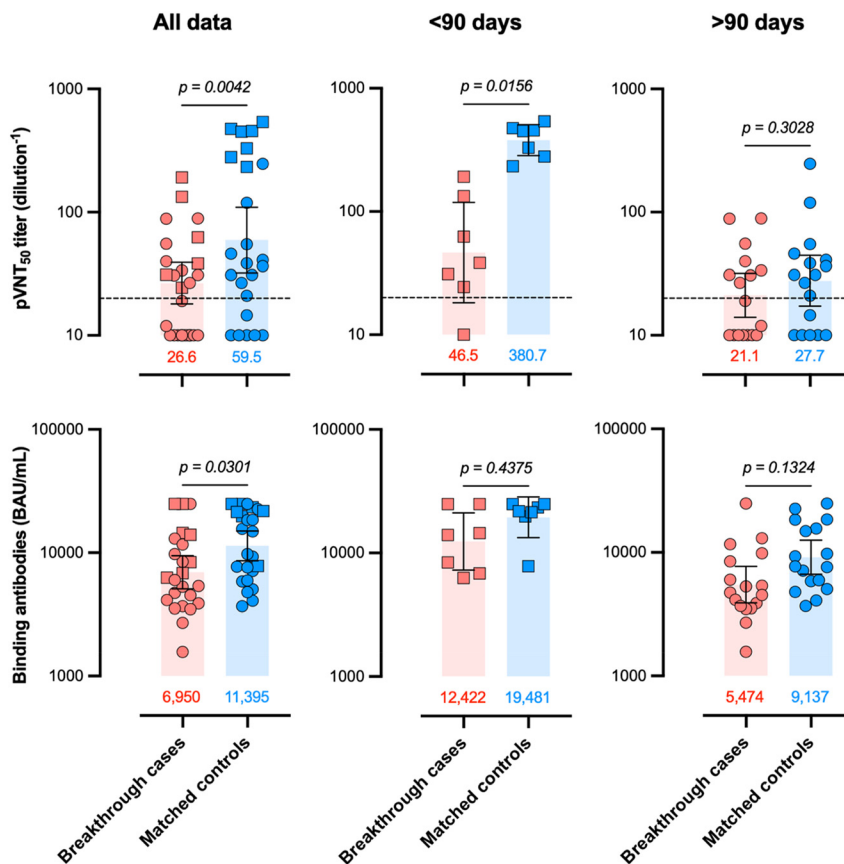 All data
<90 days
>90 days
pVNT50 titer (dilution-1)
1000
100
10
p = 0.0042
26.6
59.5
1000
100
10
p = 0.0156
46.5
380.7
1000
100
10
p = 0.3028
21.1
27.7
Binding antibodies (BAU/mL)
100000
10000
1000
p = 0.0301
6,950
11,395
100000
10000
1000
p = 0.4375
12,422
19,481
100000
10000
1000
p = 0.1324
5,474
9,137
Breakthrough cases
Matched controls
Breakthrough cases
Matched controls
Breakthrough cases
Matched controls